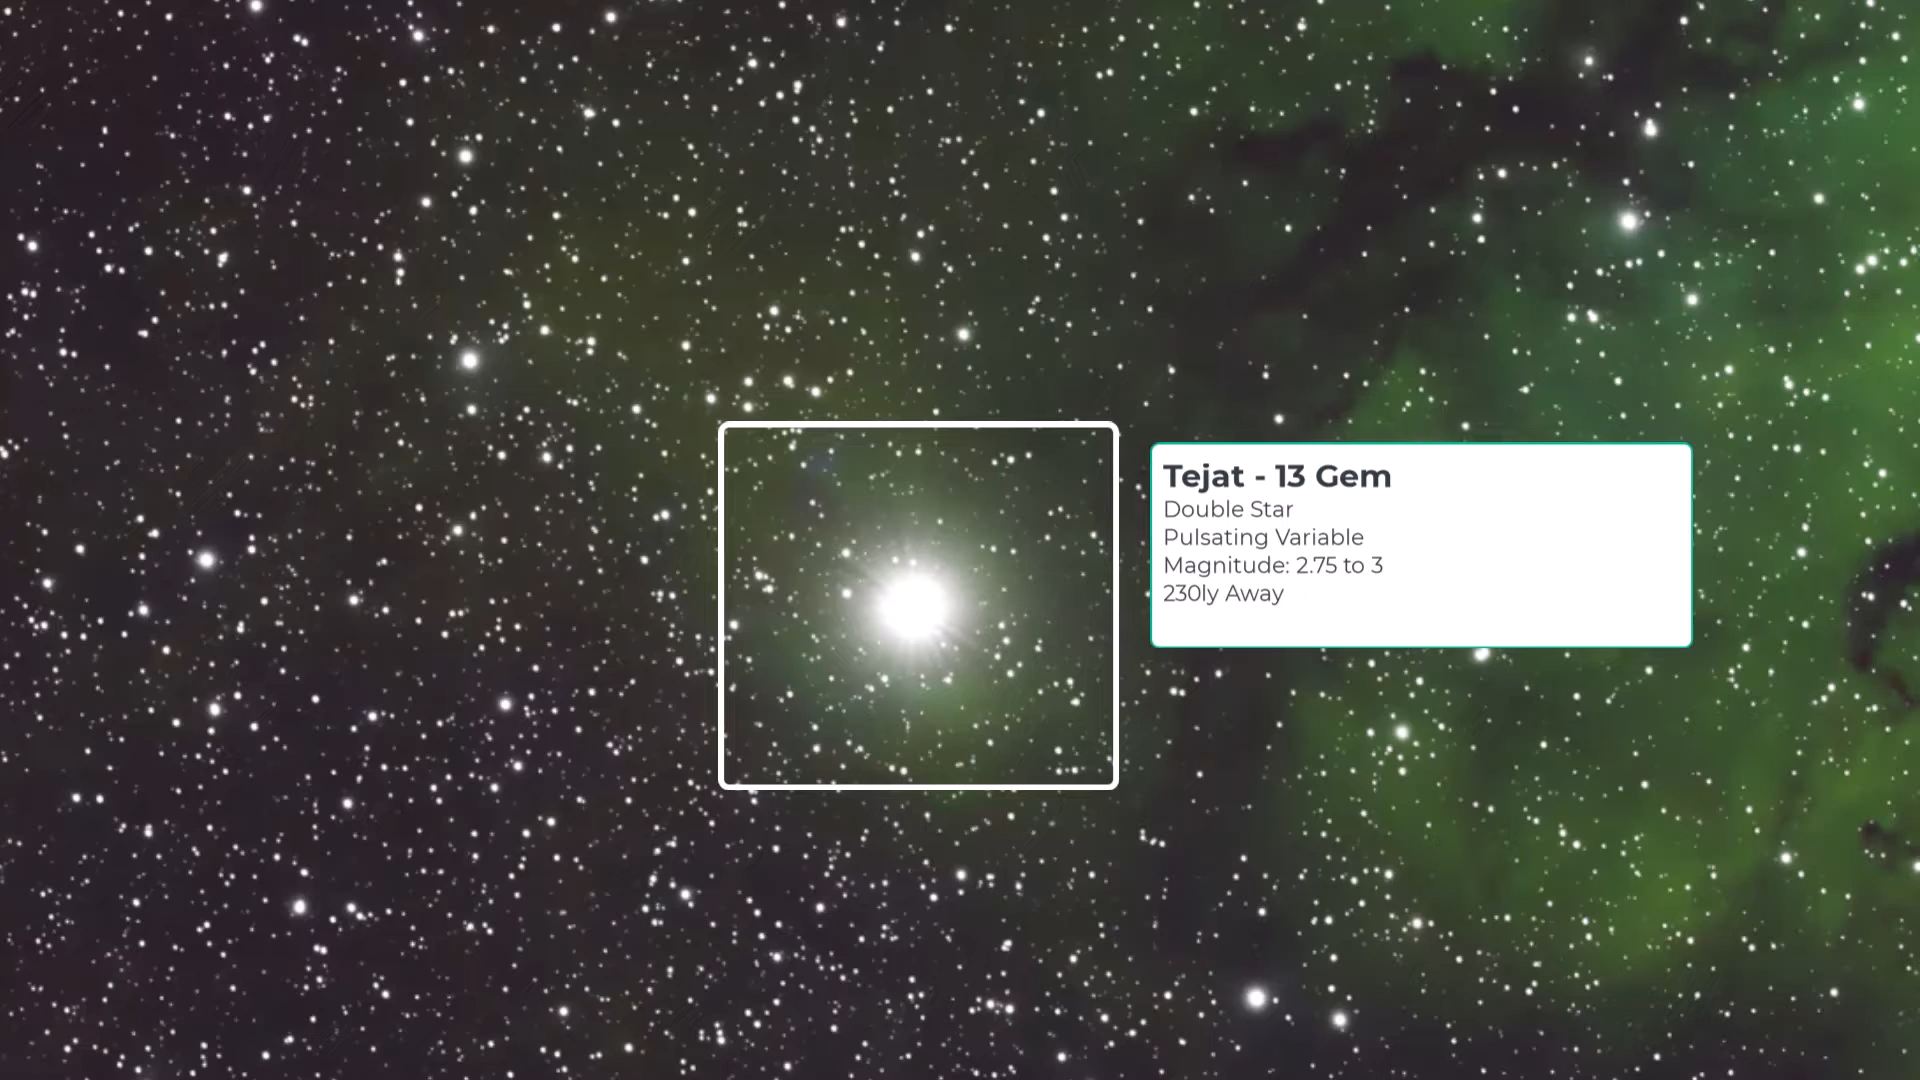 Tejat - 13 Gem
Double Star
Pulsating Variable
Magnitude: 2.75 to 3
230ly Away